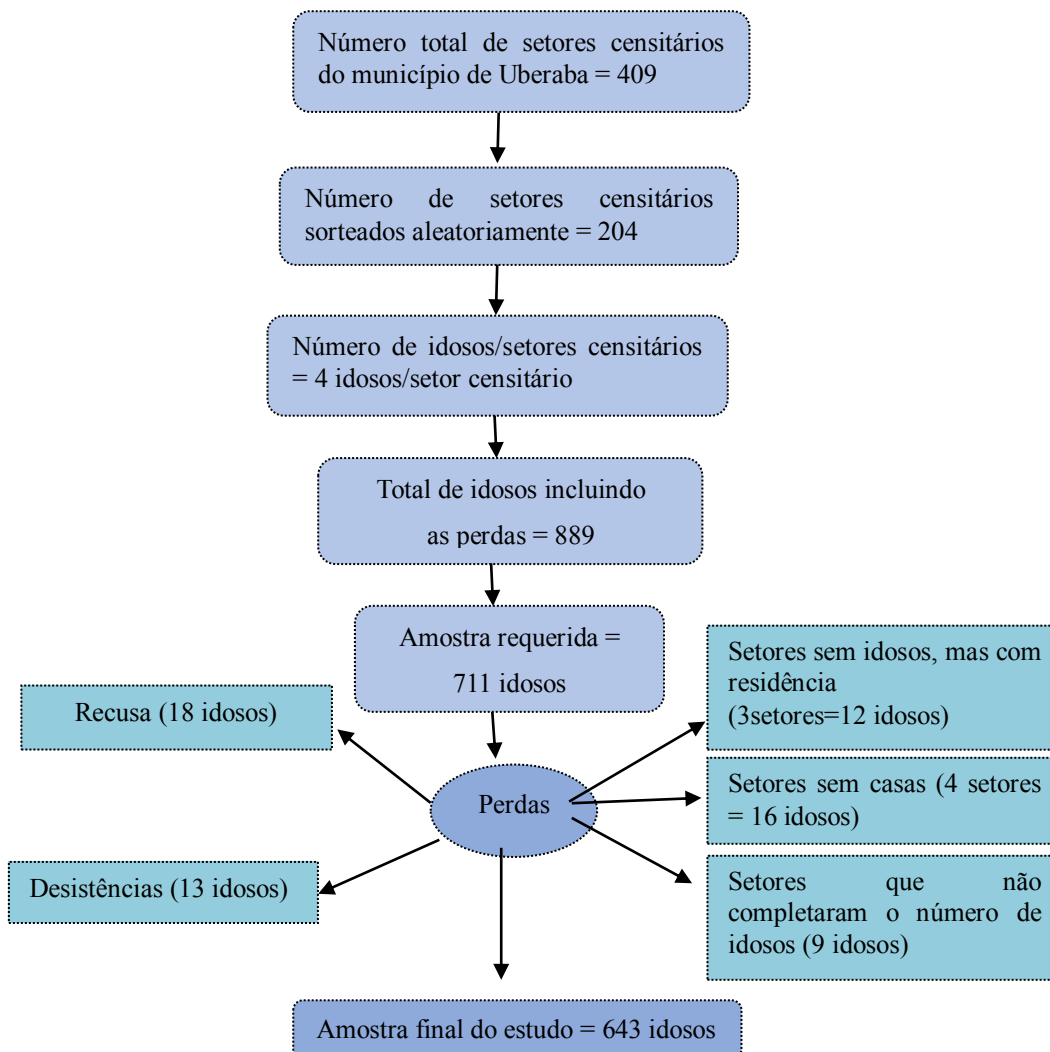 Número total de setores censitários
do município de Uberaba = 409
Número de setores censitários
sorteados aleatoriamente = 204
Número de idosos/setores censitários
= 4 idosos/setor censitário
Total de idosos incluindo
as perdas = 889
Amostra requerida =
711 idosos
Recusa (18 idosos)
Setores sem idosos, mas com
residência
(3setores=12 idosos)
Perdas
Setores sem casas (4 setores
= 16 idosos)
Desistências (13 idosos)
Setores que não
completaram o número de
idosos (9 idosos)
Amostra final do estudo = 643 idosos